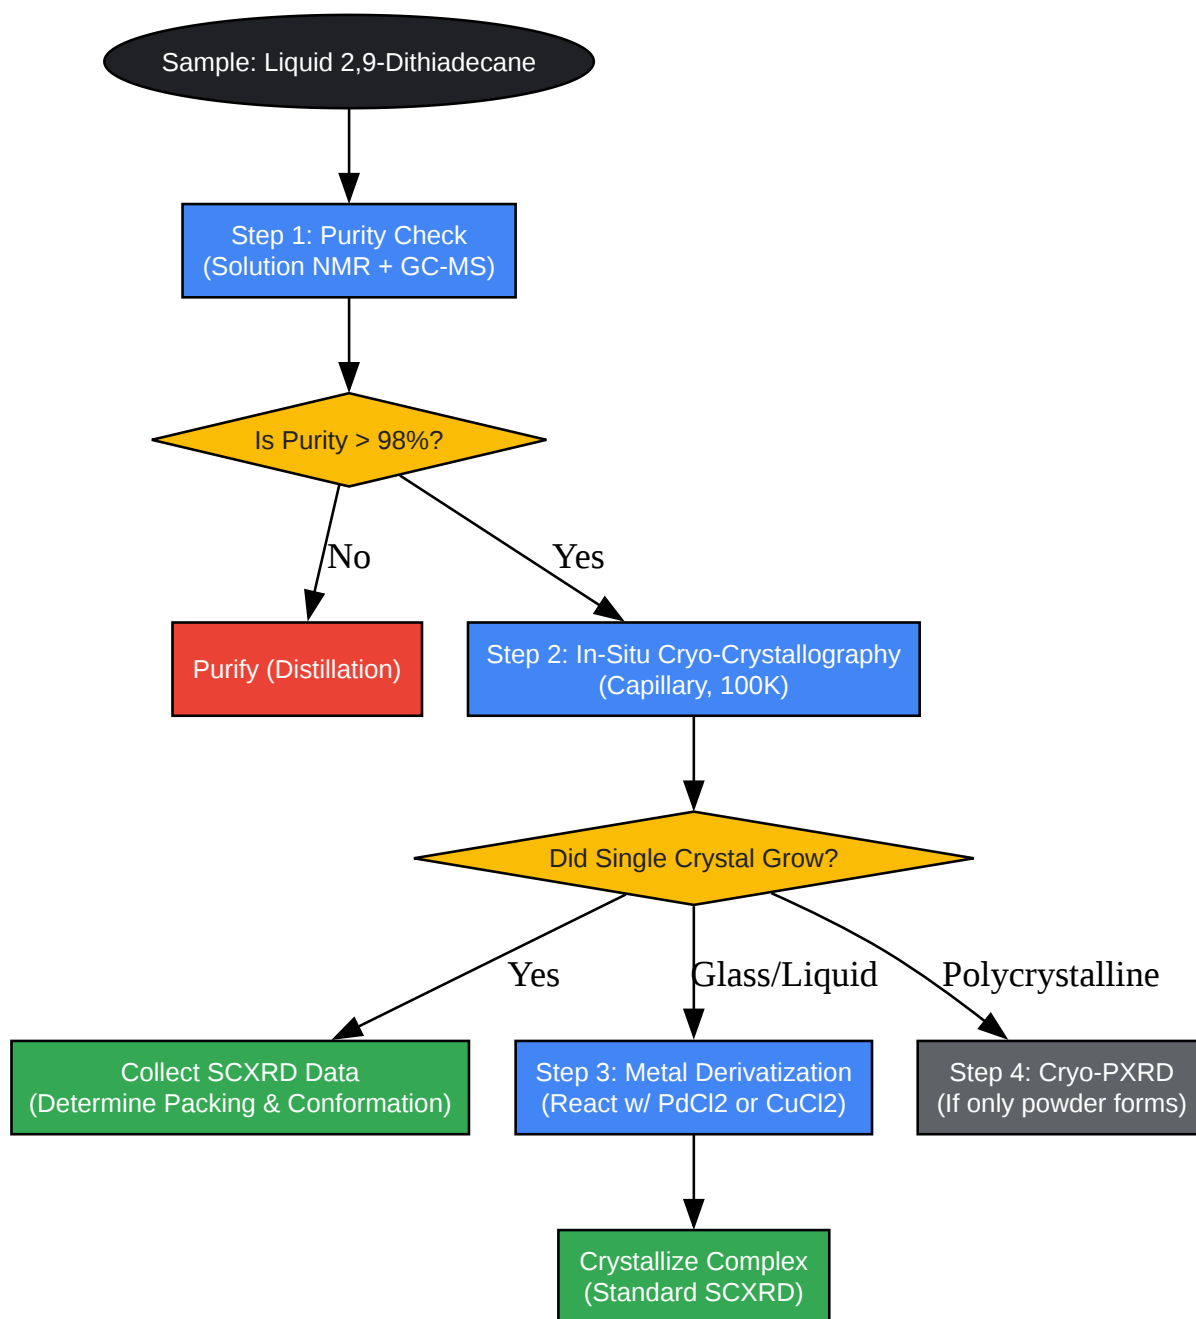 Sample: Liquid 2,9-Dithiadecane
Step 1: Purity Check
(Solution NMR + GC-MS)
Is Purity > 98%?
No
Yes
Purify (Distillation)
Step 2: In-Situ Cryo-Crystallography
(Capillary, 100K)
Did Single Crystal Grow?
Yes
Glass/Liquid
Polycrystalline
Collect SCXRD Data
(Determine Packing & Conformation)
Step 3: Metal Derivatization
(React w/ PdCl2 or CuCl2)
Step 4: Cryo-PXRD
(If only powder forms)
Crystallize Complex
(Standard SCXRD)